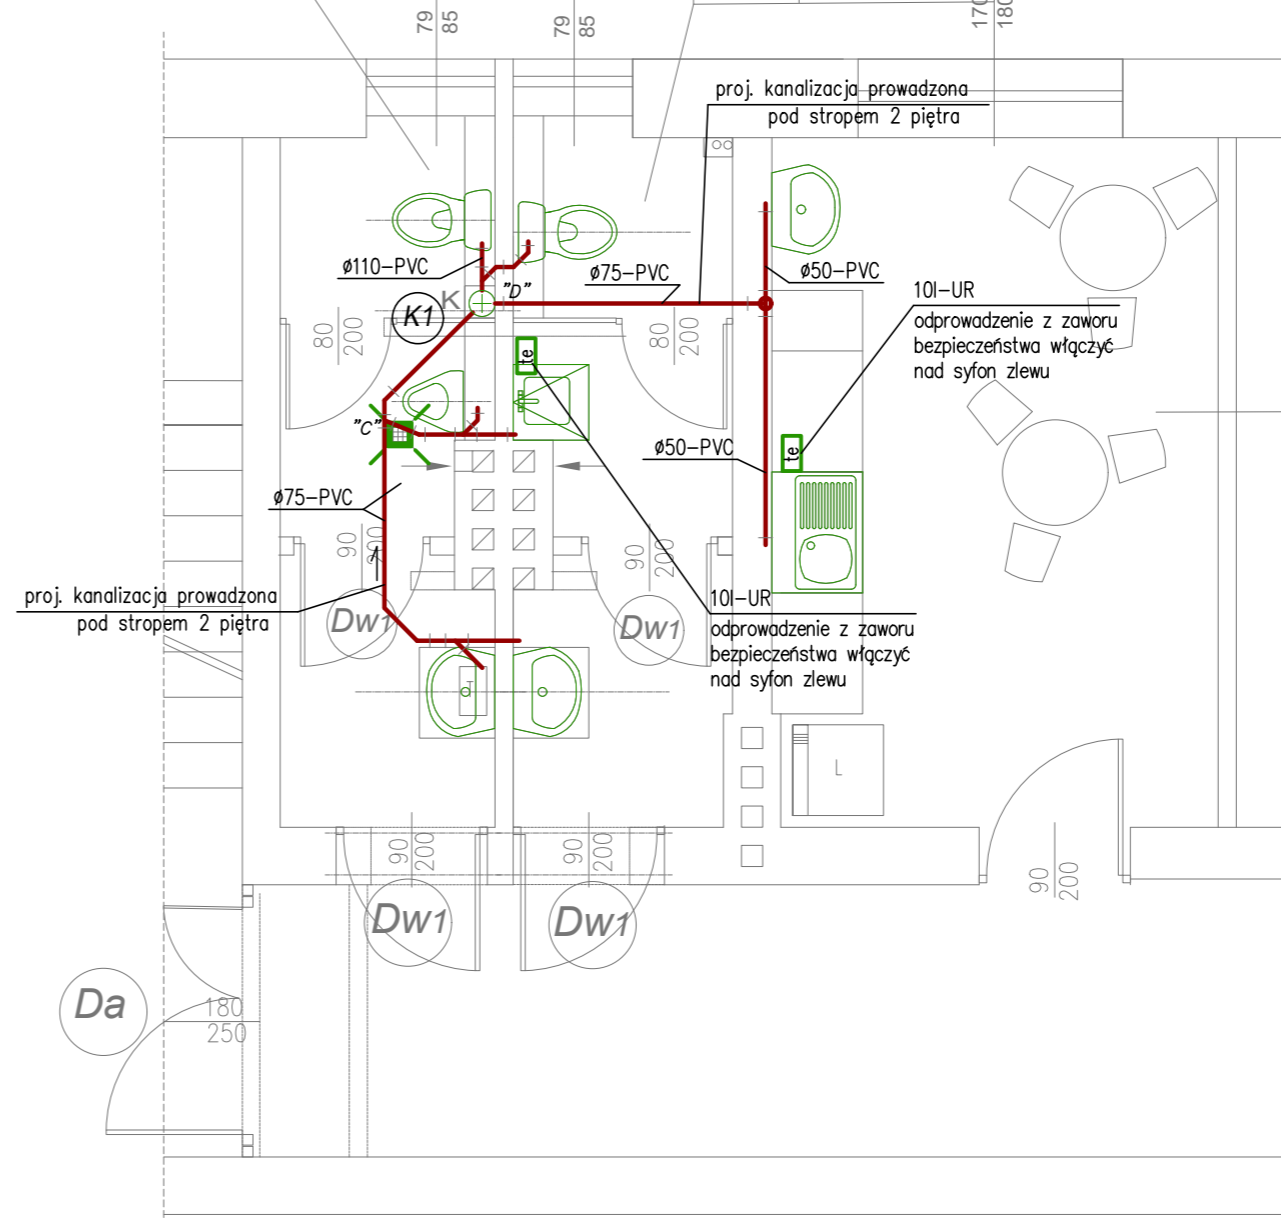 79
85
79
85
170
180
proj. kanalizacja prowadzona
pod stropem 2 piętra
ø110-PVC
"D"
K
K1
ø75-PVC
ø50-PVC
10l-UR
odprowadzenie z zaworu
bezpieczeństwa włączyć
nad syfon zlewu
80
200
80
200
te
"C"
ø50-PVC
te
ø75-PVC
90
200
90
200
proj. kanalizacja prowadzona
pod stropem 2 piętra
Dw1
Dw1
10l-UR
odprowadzenie z zaworu
bezpieczeństwa włączyć
nad syfon zlewu
T
L
90
200
90
200
90
200
Dw1
Dw1
Da
180
250